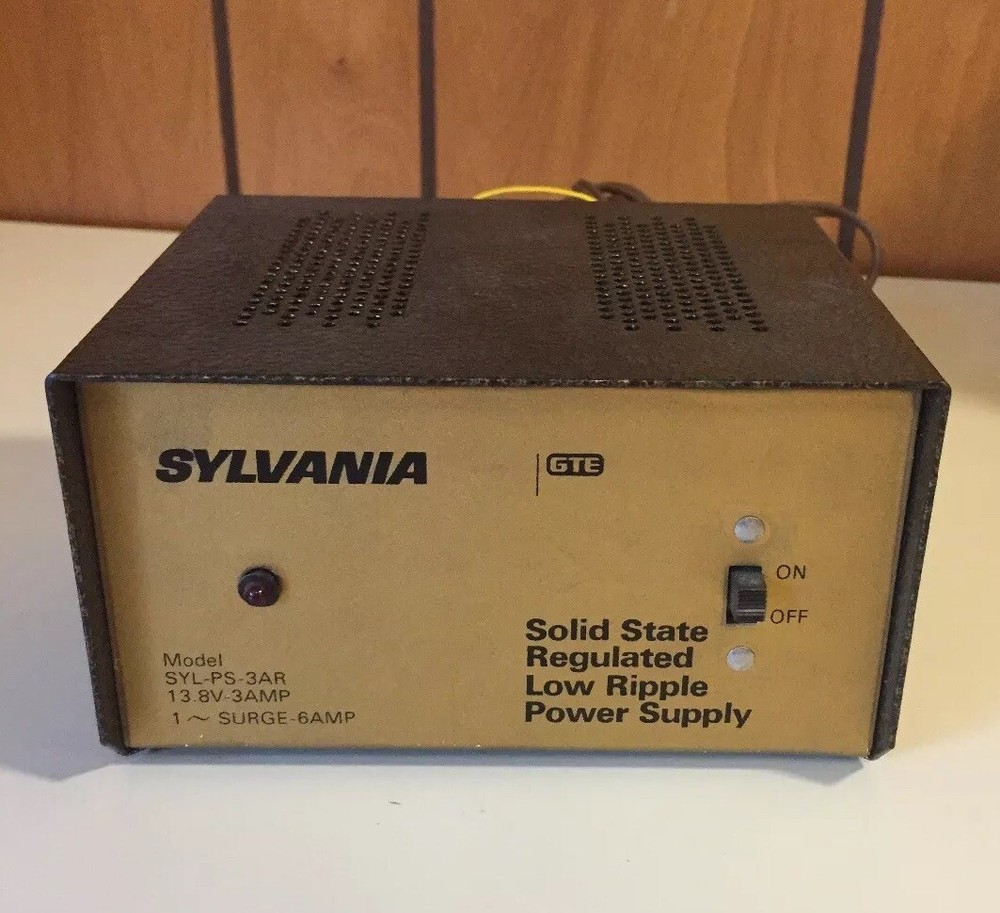 SYLVANIA
GTE
ON
OFF
Model
SYL-PS-3AR
13.8V-3AMP
1 ~ SURGE-6AMP
Solid State
Regulated
Low Ripple
Power Supply